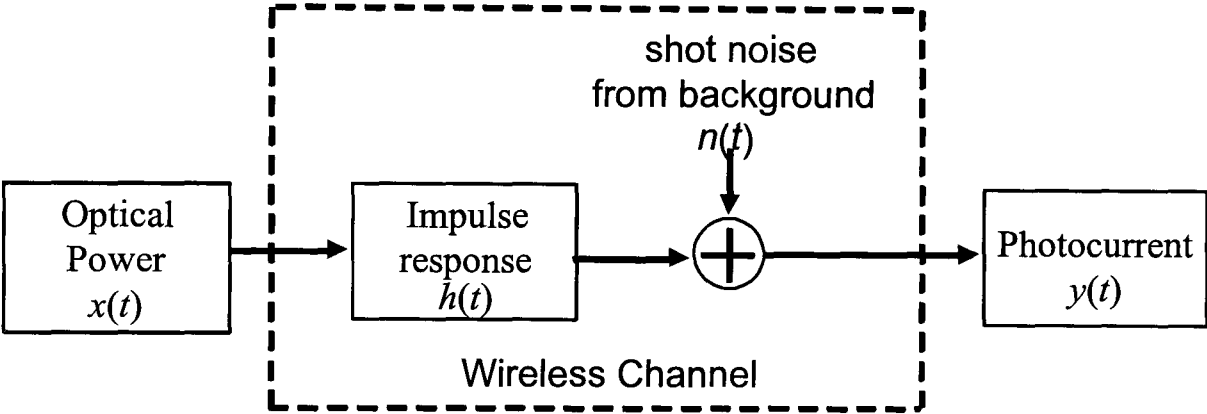 shot noise
from background
n(t)
Optical
Power
x(t)
Impulse
response
h(t)
Photocurrent
y(t)
Wireless Channel